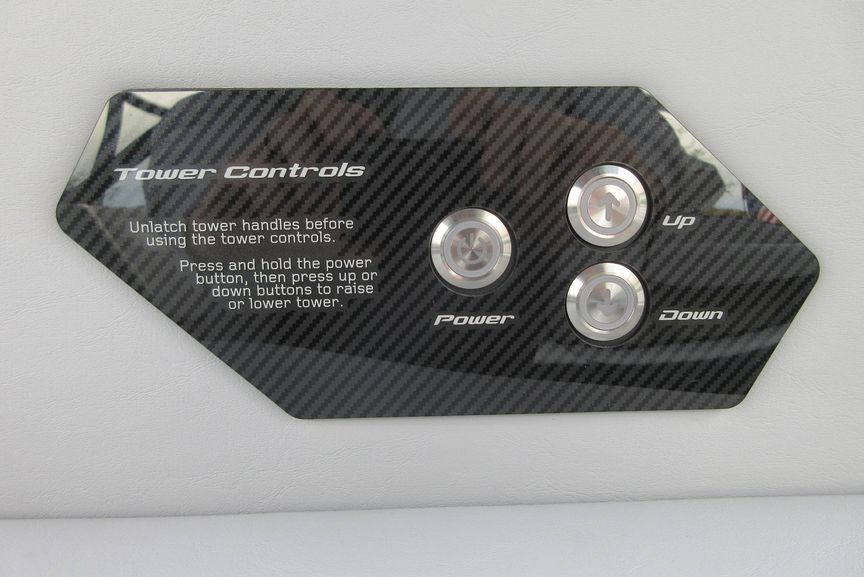 Tower Controls
Unlatch tower handles before
using the tower controls.
Press and hold the power
button, then press up or
down buttons to raise
or lower tower.
Power
Up
Down